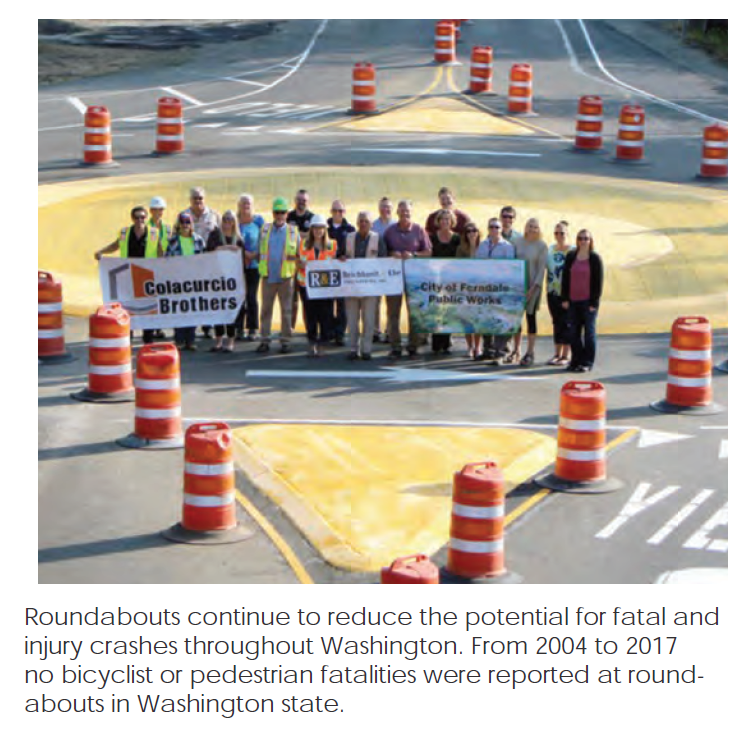 Colacurcio
Brothers
R&E
City of Ferndale
Public Works
YIE
Roundabouts continue to reduce the potential for fatal and
injury crashes throughout Washington. From 2004 to 2017
no bicyclist or pedestrian fatalities were reported at round-
abouts in Washington state.